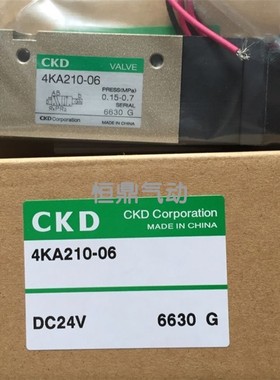 CKD VALVE
4KA210-06
PRESS(MPa)
0.15-0.7
SERIAL
6630 G
CKD Corporation MADE IN CHINA
恒鼎气动
CKD CKD Corporation
MADE IN CHINA
4KA210-06
DC24V 6630 G